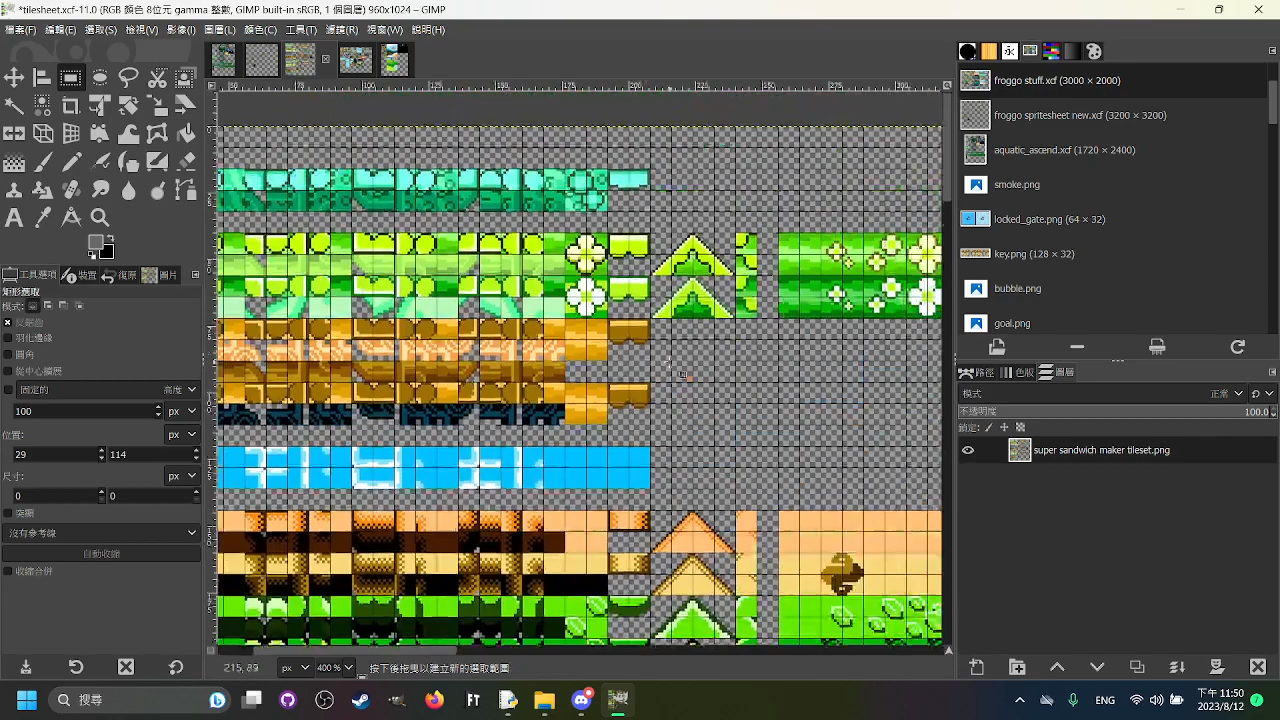 *tilesheet.xcf-11.0 (RGB 顏色 8位元 gamma 整數, GIMP built-in sRGB, 1 個圖層) 960x1024 – GIMP
檔案(F) 編輯(E) 選取(S) 檢視(V) 影像(I) 圖層(L) 顏色(C) 工具(T) 濾鏡(R) 視窗(W) 說明(H)
froggo stuff.xcf (3000 × 2000)
froggo spritesheet new.xcf (3200 × 3200)
aquatic_ascend.xcf (1720 × 2400)
smoke.png
locked_gate.png (64 × 32)
key.png (128 × 32)
bubble.png
goal.png
工具選項 裝置 復原 圖片
矩形選取
模式:
反鋸齒
羽化邊緣
圓角
從中心擴展
固定的 高度
100 px
位置: px
29 114
尺寸: px
0 0
突顯
沒有參考線
自動收縮
收縮合併
路徑 色版 圖層
模式 正常
不透明度 100.0
鎖定:
super sandwich maker tileset.png
215, 89 px 400% 按下後拖曳以建立新的選取範圍
搜尋
ENG
下午 11:50
2023/8/12
7